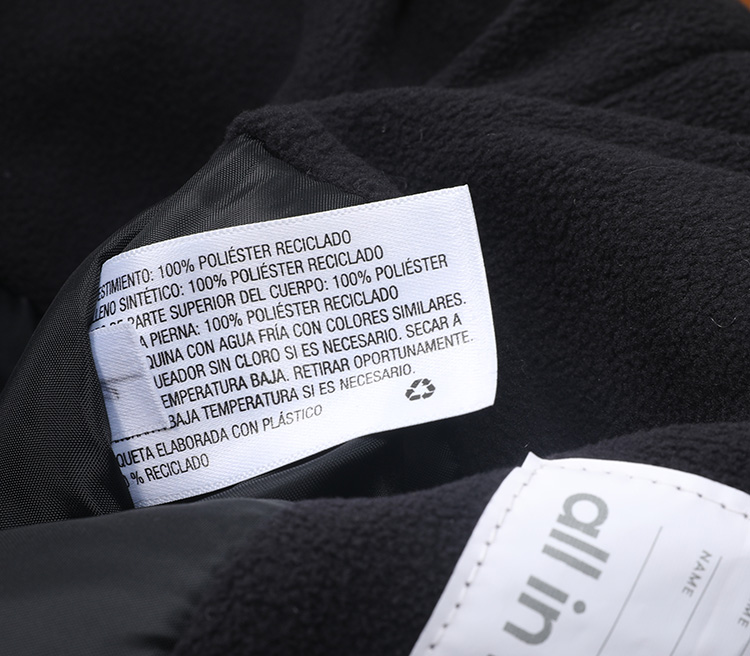 ESTIMIENTO: 100% POLIÉSTER RECICLADO
LENO SINTÉTICO: 100% POLIÉSTER RECICLADO
DE PARTE SUPERIOR DEL CUERPO: 100% POLIÉSTER
A PIERNA: 100% POLIÉSTER RECICLADO
QUINA CON AGUA FRÍA CON COLORES SIMILARES.
UEADOR SIN CLORO SI ES NECESARIO. SECAR A
EMPERATURA BAJA. RETIRAR OPORTUNAMENTE.
BAJA TEMPERATURA SI ES NECESARIO.
QUETA ELABORADA CON PLÁSTICO
% RECICLADO
all in
NAME
ME